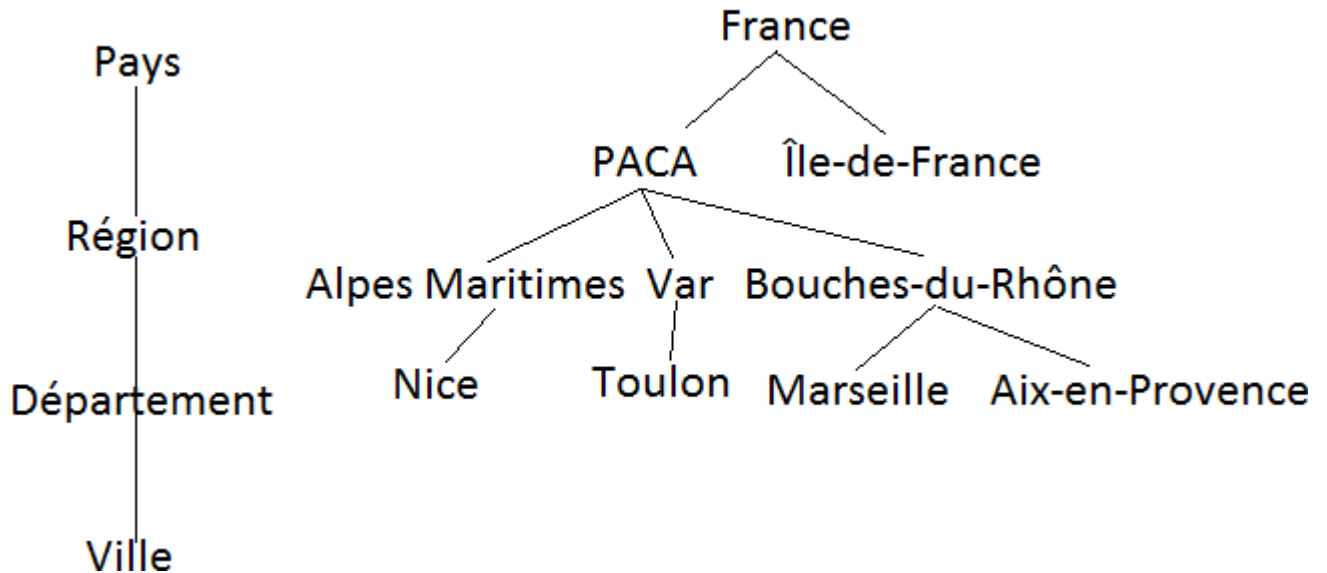 France
Pays
PACA Île-de-France
Région
Alpes Maritimes Var Bouches-du-Rhône
Nice Toulon Marseille Aix-en-Provence
Département
Ville